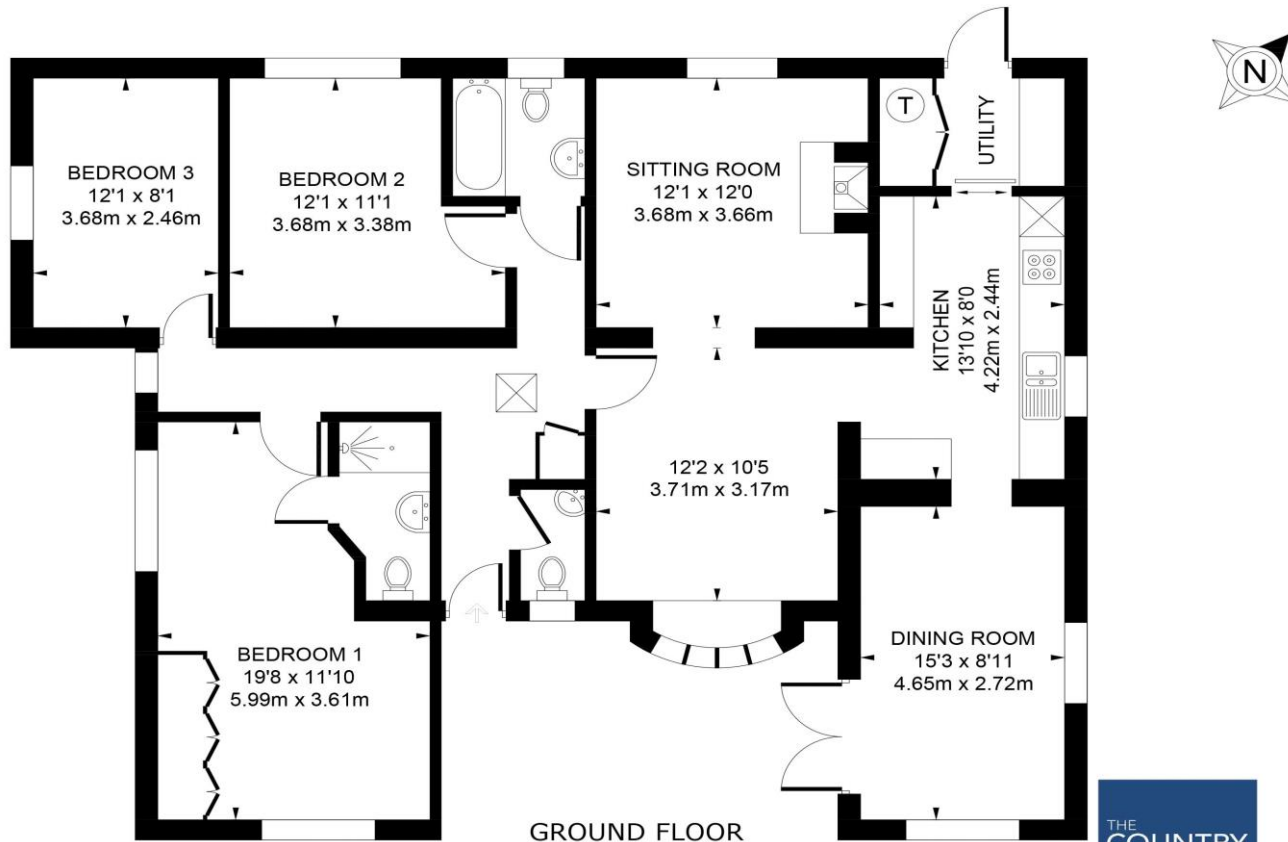 N
BEDROOM 3
12'1 x 8'1
3.68m x 2.46m
BEDROOM 2
12'1 x 11'1
3.68m x 3.38m
SITTING ROOM
12'1 x 12'0
3.68m x 3.66m
T
UTILITY
KITCHEN
13'10 x 8'0
4.22m x 2.44m
12'2 x 10'5
3.71m x 3.17m
BEDROOM 1
19'8 x 11'10
5.99m x 3.61m
DINING ROOM
15'3 x 8'11
4.65m x 2.72m
GROUND FLOOR
THE
COUNTRY